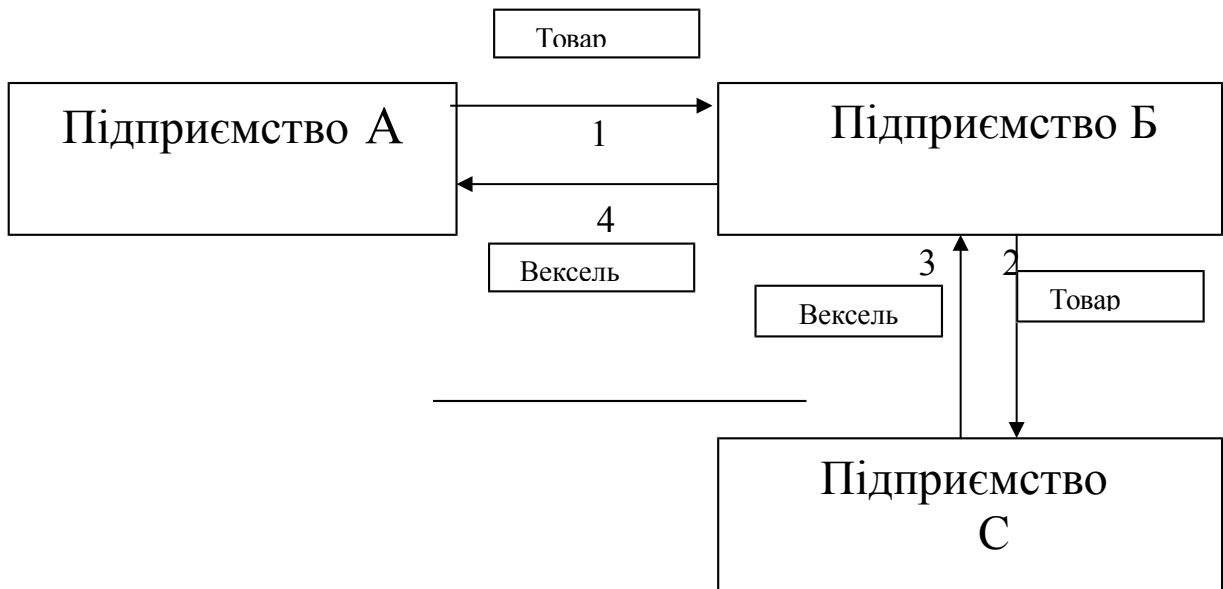 Товар
Підприємство А
Підприємство Б
1
4
Вексель
3
2
Товар
Вексель
Підприємство
С